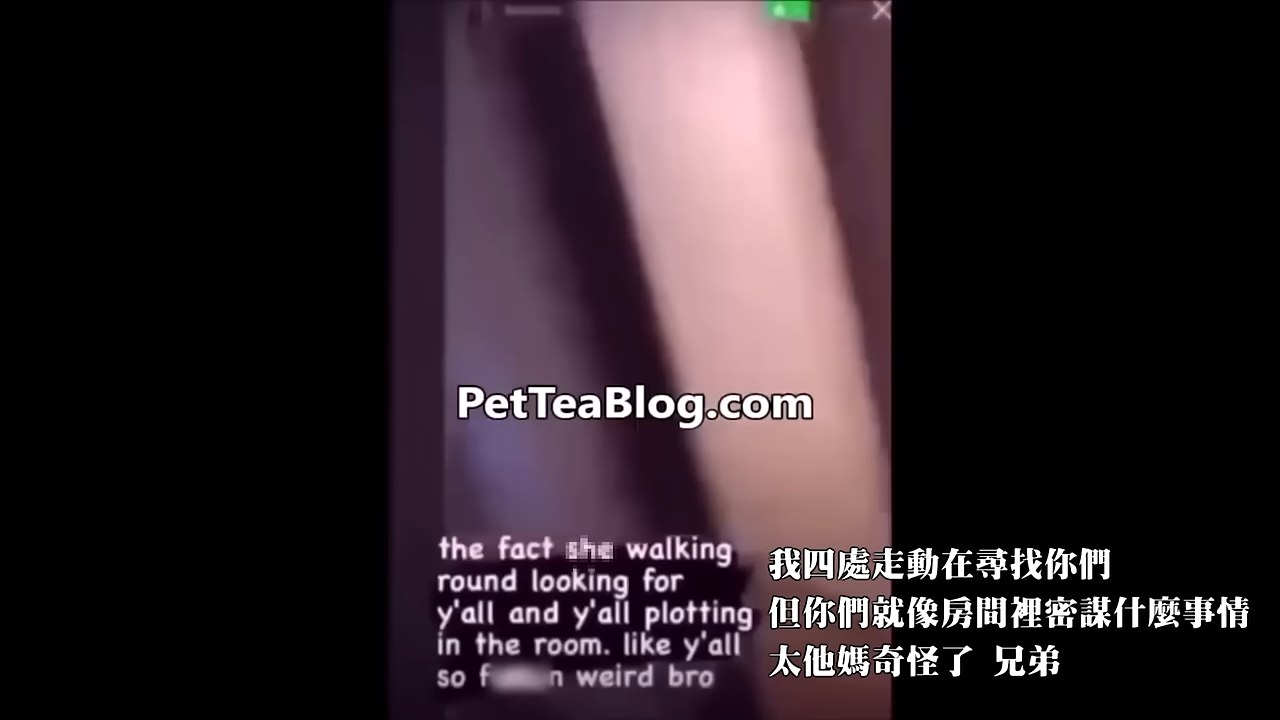 PetTeaBlog.com
the fact she walking
round looking for
y'all and y'all plotting
in the room. like y'all
so weird bro
我四處走動在尋找你們
但你們就像房間裡密謀什麼事情
太他媽奇怪了 兄弟